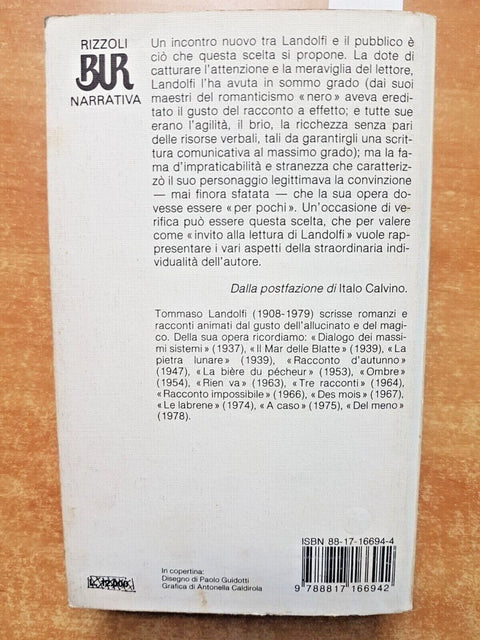 RIZZOLI
BUR
NARRATIVA
Un incontro nuovo tra Landolfi e il pubblico è
ciò che questa scelta si propone. La dote di
catturare l'attenzione e la meraviglia del lettore,
Landolfi l'ha avuta in sommo grado (dai suoi
maestri del romanticismo «nero» aveva eredi-
tato il gusto del racconto a effetto); e tutte sue
erano l'agilità, il brio, la ricchezza senza pari
delle risorse verbali, tali da garantirgli una scrit-
tura comunicativa al massimo grado); ma la fa-
ma d'impraticabilità e stranezza che caratteriz-
zò il suo personaggio legittimava la convinzione
— mai finora sfatata — che la sua opera do-
vesse essere «per pochi». Un'occasione di ve-
rifica può essere questa scelta, che per valere
come «invito alla lettura di Landolfi» vuole rap-
presentare i vari aspetti della straordinaria indi-
vidualità dell'autore.
Dalla postfazione di Italo Calvino.
Tommaso Landolfi (1908-1979) scrisse romanzi e
racconti animati dal gusto dell'allucinato e del magi-
co. Della sua opera ricordiamo: «Dialogo dei massi-
mi sistemi» (1937), «Il Mar delle Blatte» (1939), «La
pietra lunare» (1939), «Racconto d'autunno»
(1947), «La bière du pécheur» (1953), «Ombre»
(1954), «Rien va» (1963), «Tre racconti» (1964),
«Racconto impossibile» (1966), «Des mois» (1967),
«Le labrene» (1974), «A caso» (1975), «Del meno»
(1978).
ISBN 88-17-16694-4
In copertina:
Disegno di Paolo Guidotti
Grafica di Antonella Caldirola
9 788817 166942